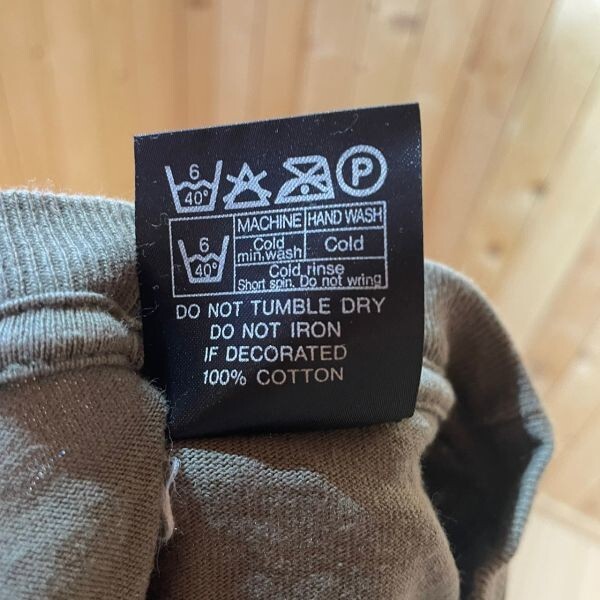 6
40°
P
6
40°
MACHINE HAND WASH
Cold min.wash Cold
Cold rinse
Short spin. Do not wring
DO NOT TUMBLE DRY
DO NOT IRON
IF DECORATED
100% COTTON